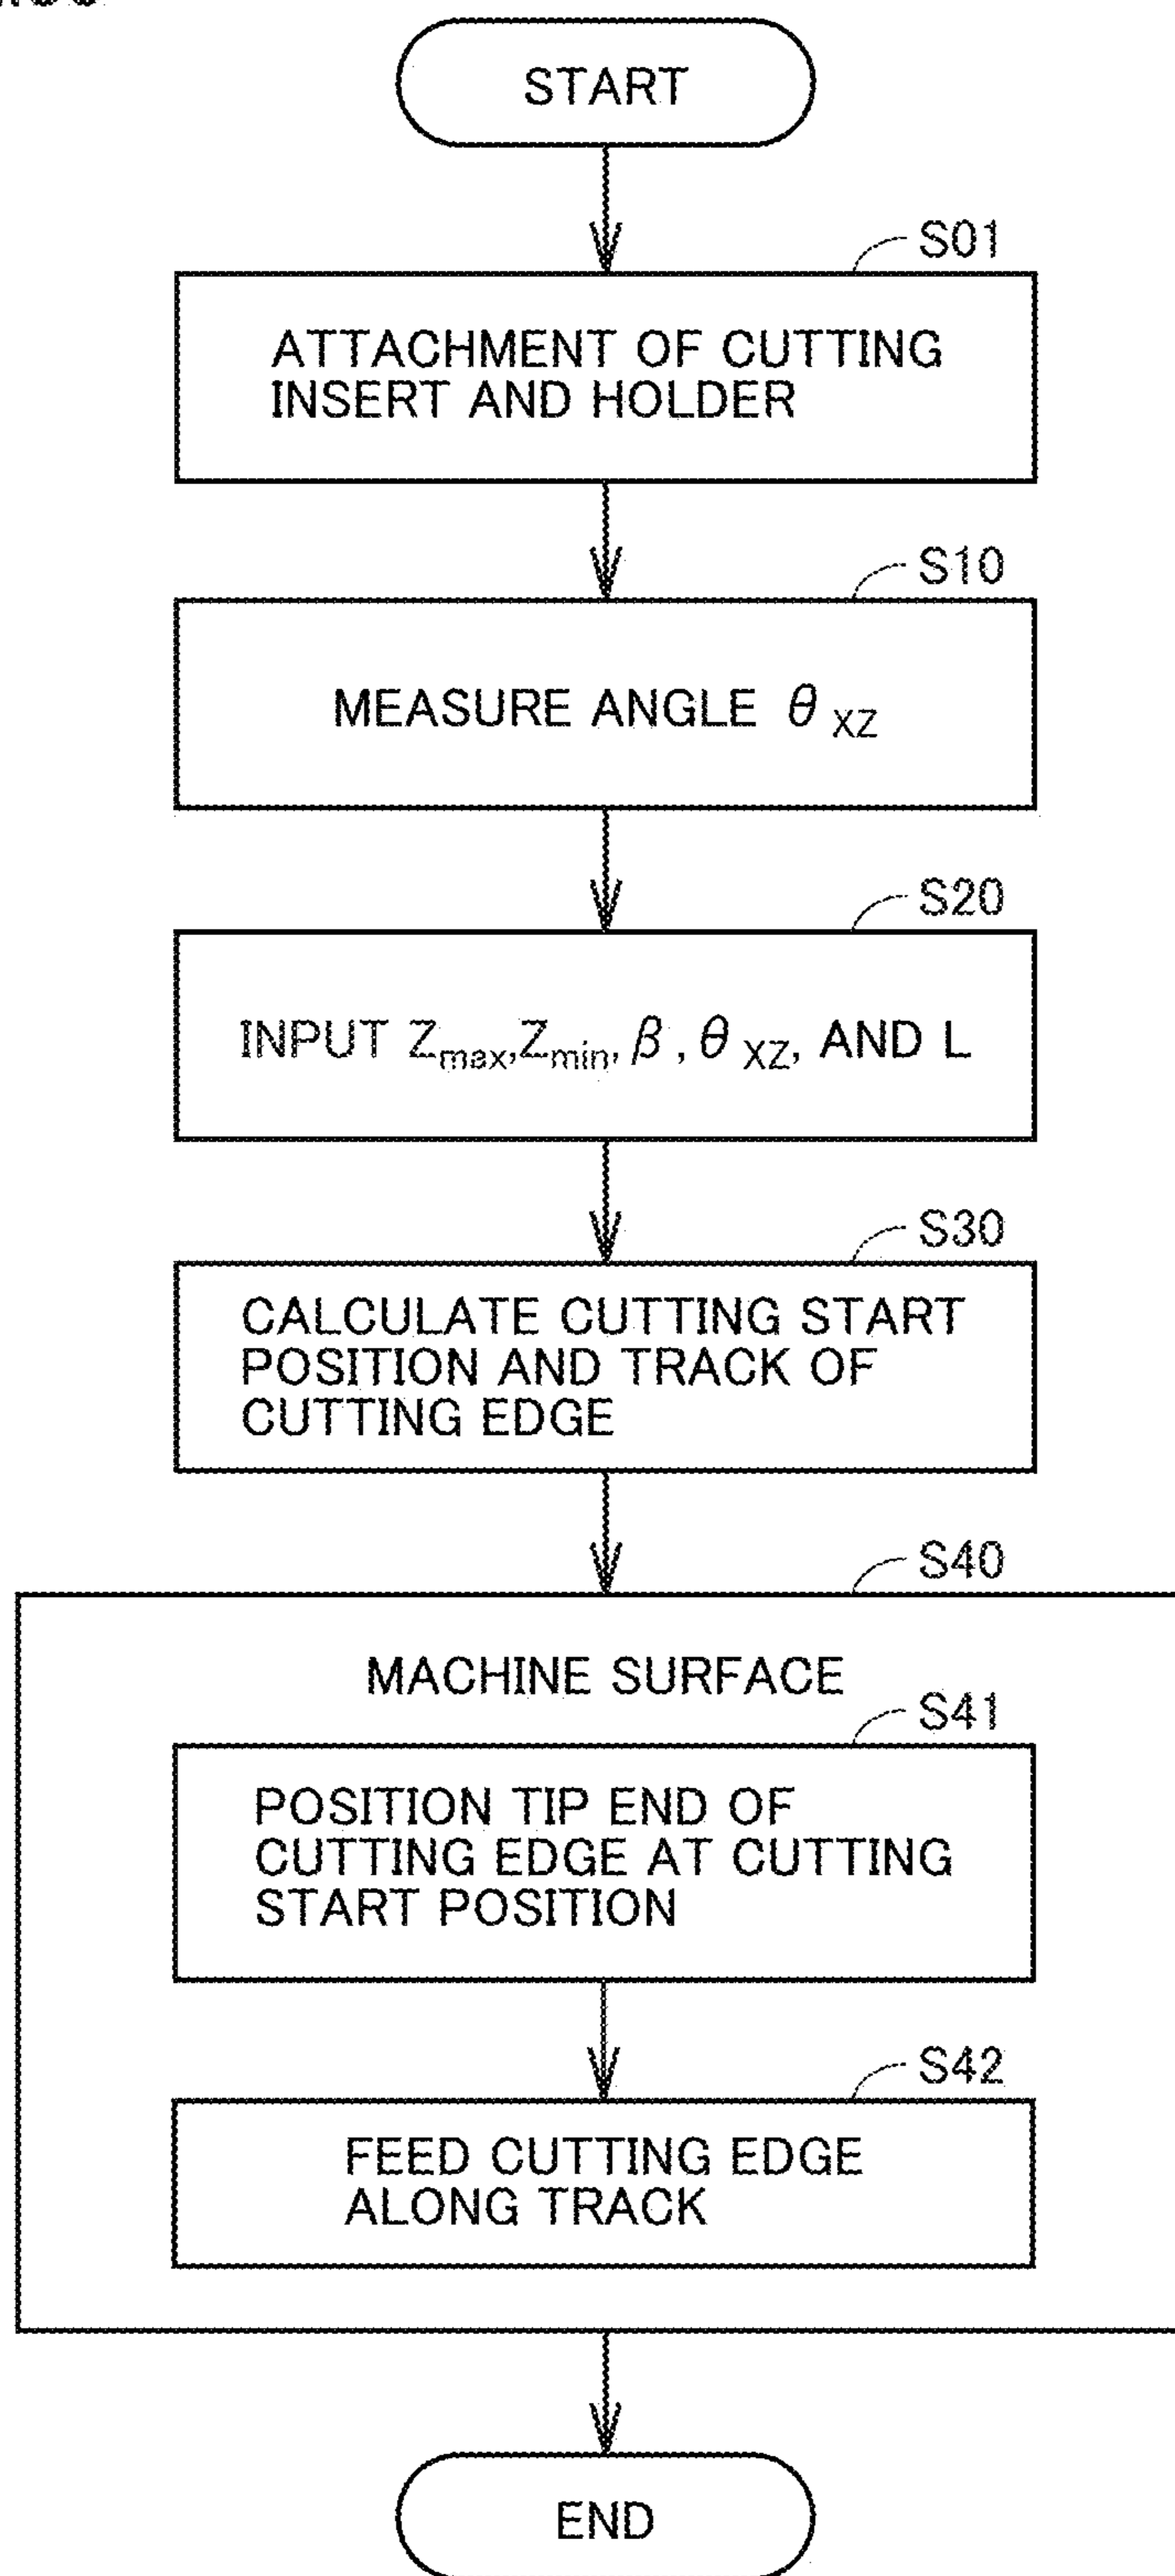 START
S01
ATTACHMENT OF CUTTING
INSERT AND HOLDER
S10
MEASURE ANGLE θXZ
S20
INPUT Zmax,Zmin, β, θXZ, AND L
S30
CALCULATE CUTTING START
POSITION AND TRACK OF
CUTTING EDGE
S40
MACHINE SURFACE
S41
POSITION TIP END OF
CUTTING EDGE AT CUTTING
START POSITION
S42
FEED CUTTING EDGE
ALONG TRACK
END